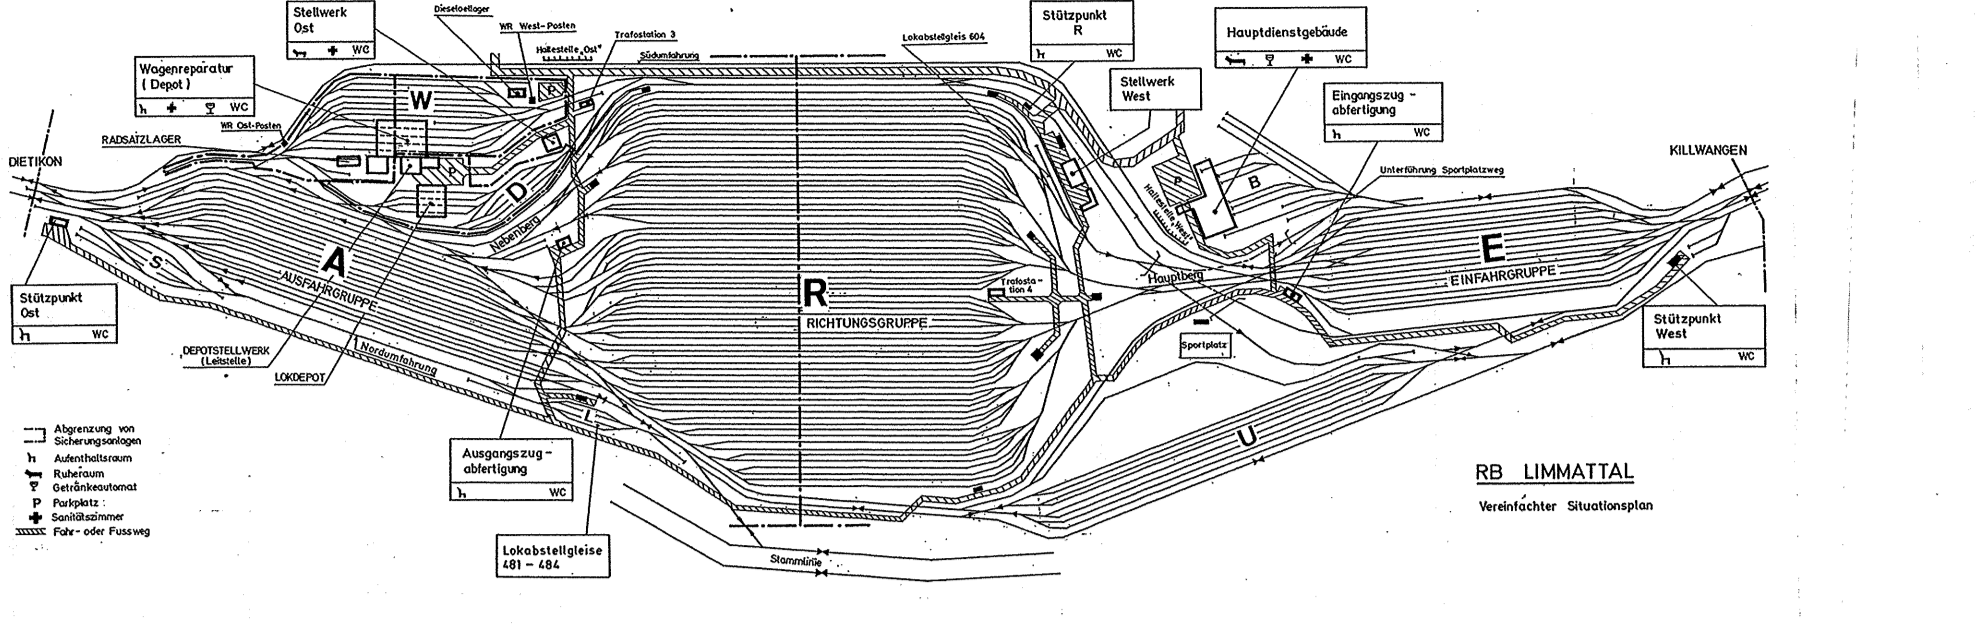 Stellwerk
Ost
WC
Dieseloellager
WR West-Posten
Haltestelle „Ost"
Trafostation 3
Südumfahrung
Lokabstellgleis 604
Stützpunkt
R
WC
Hauptdienstgebäude
WC
Wagenreparatur
( Depot )
WC
Stellwerk
West
Eingangszug-
abfertigung
WC
W
P
WR Ost-Posten
RADSATZLAGER
DIETIKON
KILLWANGEN
Unterführung Sportplatzweg
P
D
P
B
Haltestelle „West"
Nebenberg
S
A
AUSFAHRGRUPPE
R
RICHTUNGSGRUPPE
Trafosta-
tion 4
Hauptberg
E
EINFAHRGRUPPE
Stützpunkt
Ost
WC
Stützpunkt
West
WC
Sportplatz
DEPOTSTELLWERK
(Leitstelle)
LOKDEPOT
Nordumfahrung
L
U
Abgrenzung von
Sicherungsanlagen
Aufenthaltsraum
Ruheraum
Getränkeautomat
P Parkplatz
Sanitätszimmer
Fahr- oder Fussweg
Ausgangszug-
abfertigung
WC
Lokabstellgleise
481 - 484
Stammlinie
RB LIMMATTAL
Vereinfachter Situationsplan